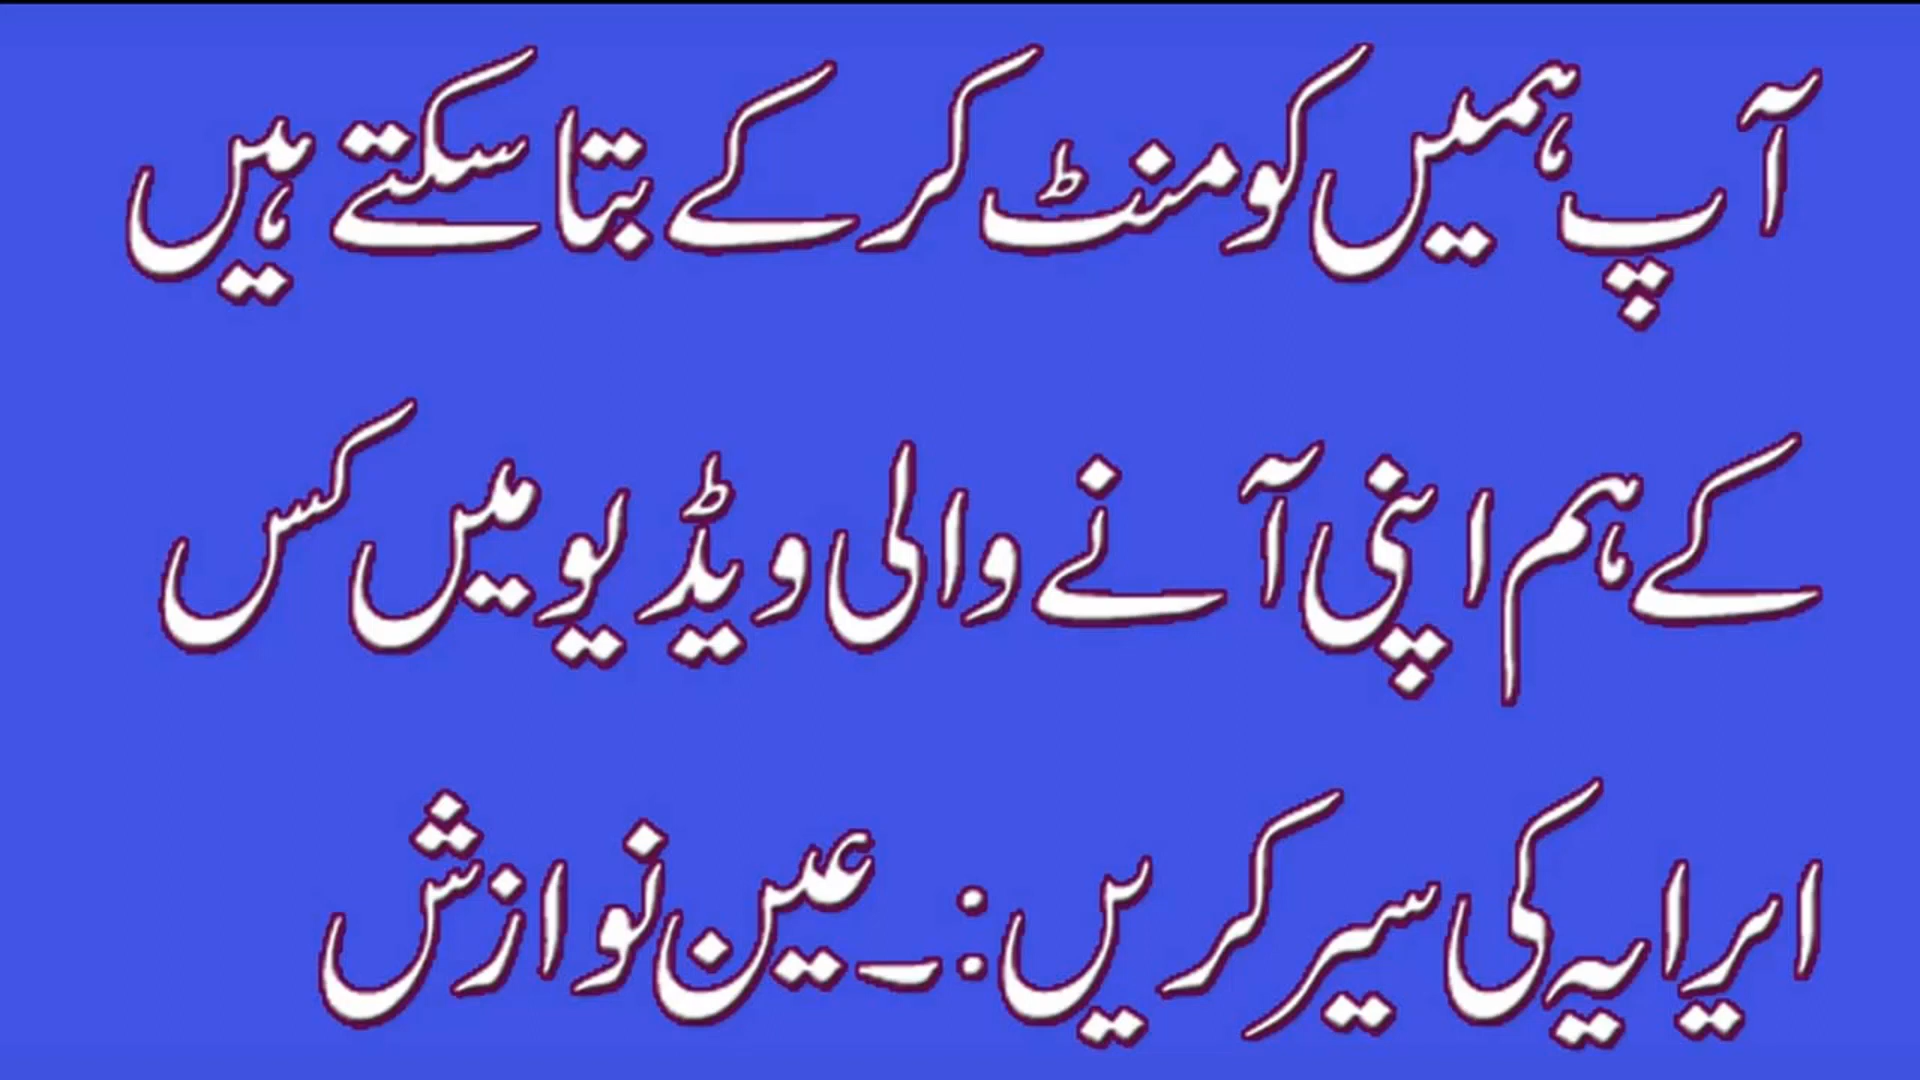 آپ ہمیں کومنٹ کر کے بتا سکتے ہیں
کے ہم اپنی آنے والی ویڈیو میں کس
ایرایہ کی سیر کریں :۔ عین نوازش